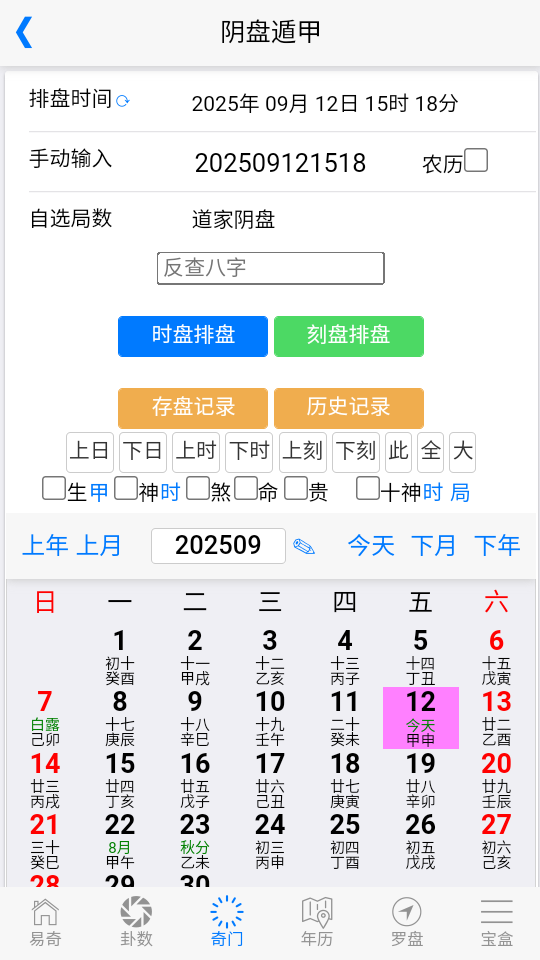 阴盘遁甲
排盘时间 2025年 09月 12日 15时 18分
手动输入 202509121518 农历
自选局数 道家阴盘
反查八字
时盘排盘 刻盘排盘
存盘记录 历史记录
上日 下日 上时 下时 上刻 下刻 此 全 大
生甲 神时 煞 命 贵 十神时 局
上年 上月 202509 今天 下月 下年
日 一 二 三 四 五 六
1 2 3 4 5 6
初十 十一 十二 十三 十四 十五
癸酉 甲戌 乙亥 丙子 丁丑 戊寅
7 8 9 10 11 12 13
白露 十七 十八 十九 二十 今天 廿二
己卯 庚辰 辛巳 壬午 癸未 甲申 乙酉
14 15 16 17 18 19 20
廿三 廿四 廿五 廿六 廿七 廿八 廿九
丙戌 丁亥 戊子 己丑 庚寅 辛卯 壬辰
21 22 23 24 25 26 27
三十 8月 秋分 初三 初四 初五 初六
癸巳 甲午 乙未 丙申 丁酉 戊戌 己亥
28 29 30
易奇 卦数 奇门 年历 罗盘 宝盒